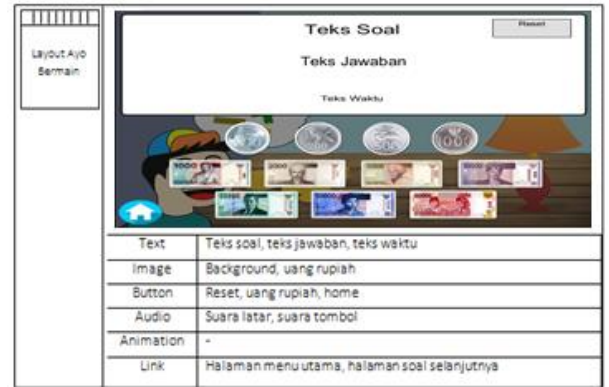 Layout Ayo
Bermain
Teks Soal
Reset
Teks Jawaban
Teks Waktu
1000
Text Teks soal, teks jawaban, teks waktu
Image Background, uang rupiah
Button Reset, uang rupiah, home
Audio Suara latar, suara tombol
Animation -
Link Halaman menu utama, halaman soal selanjutnya